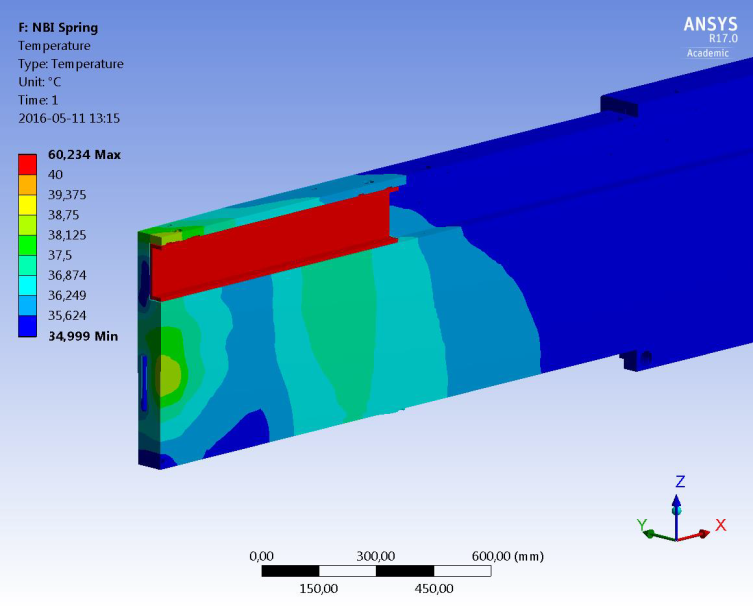 F: NBI Spring
Temperature
Type: Temperature
Unit: °C
Time: 1
2016-05-11 13:15
60,234 Max
40
39,375
38,75
38,125
37,5
36,874
36,249
35,624
34,999 Min
ANSYS
R17.0
Academic
Z
Y
X
0,00
300,00
600,00 (mm)
150,00
450,00